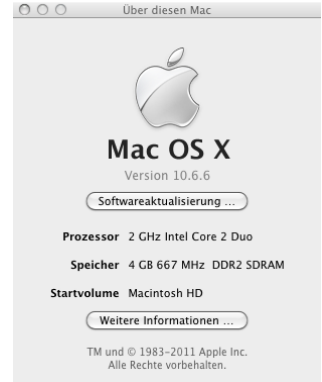 Über diesen Mac
Mac OS X
Version 10.6.6
Softwareaktualisierung ...
Prozessor 2 GHz Intel Core 2 Duo
Speicher 4 GB 667 MHz DDR2 SDRAM
Startvolume Macintosh HD
Weitere Informationen ...
TM und © 1983–2011 Apple Inc.
Alle Rechte vorbehalten.